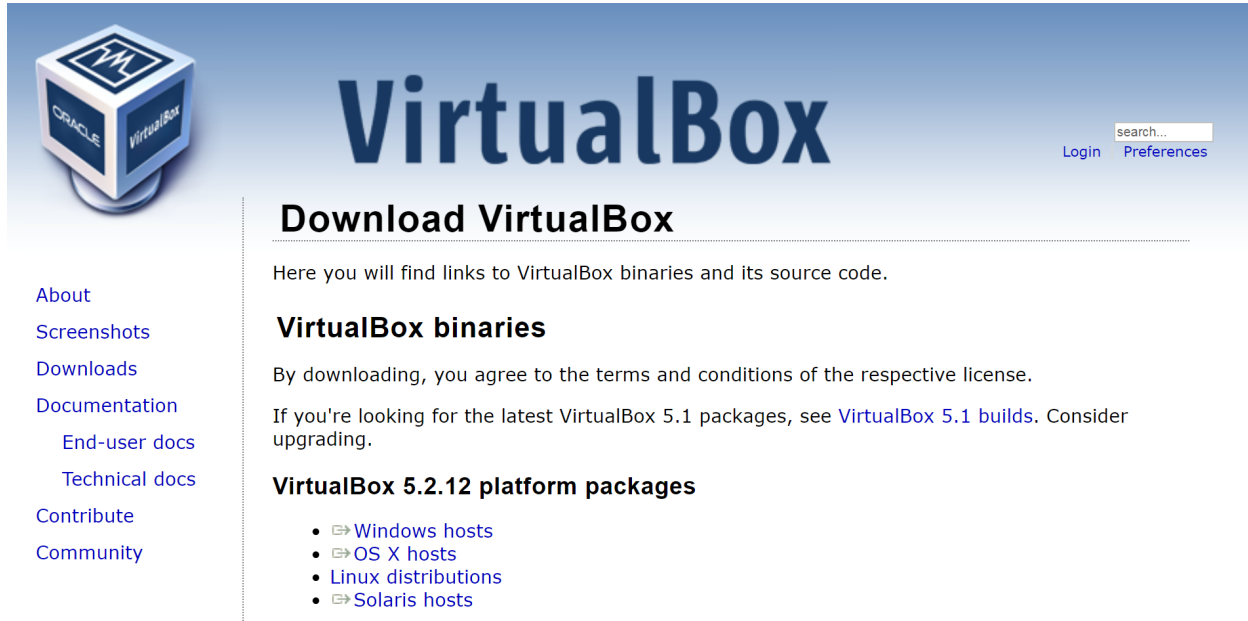 ORACLE
VirtualBox
VirtualBox
search...
Login Preferences
Download VirtualBox
Here you will find links to VirtualBox binaries and its source code.
About
Screenshots
Downloads
Documentation
End-user docs
Technical docs
Contribute
Community
VirtualBox binaries
By downloading, you agree to the terms and conditions of the respective license.
If you're looking for the latest VirtualBox 5.1 packages, see VirtualBox 5.1 builds. Consider
upgrading.
VirtualBox 5.2.12 platform packages
Windows hosts
OS X hosts
Linux distributions
Solaris hosts